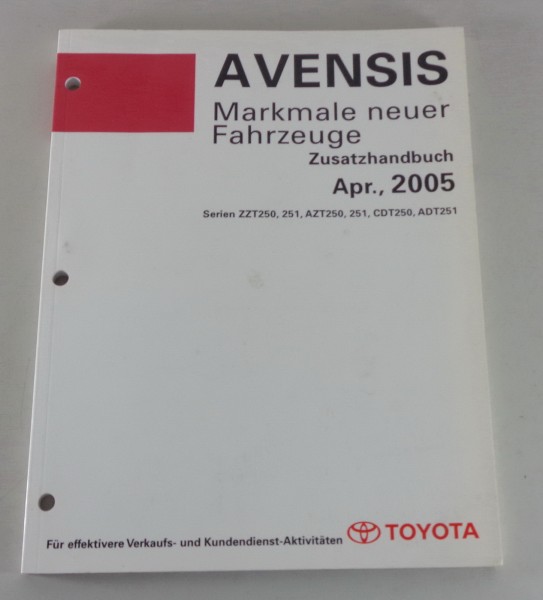 AVENSIS
Markmale neuer
Fahrzeuge
Zusatzhandbuch
Apr., 2005
Serien ZZT250, 251, AZT250, 251, CDT250, ADT251
Für effektivere Verkaufs- und Kundendienst-Aktivitäten TOYOTA